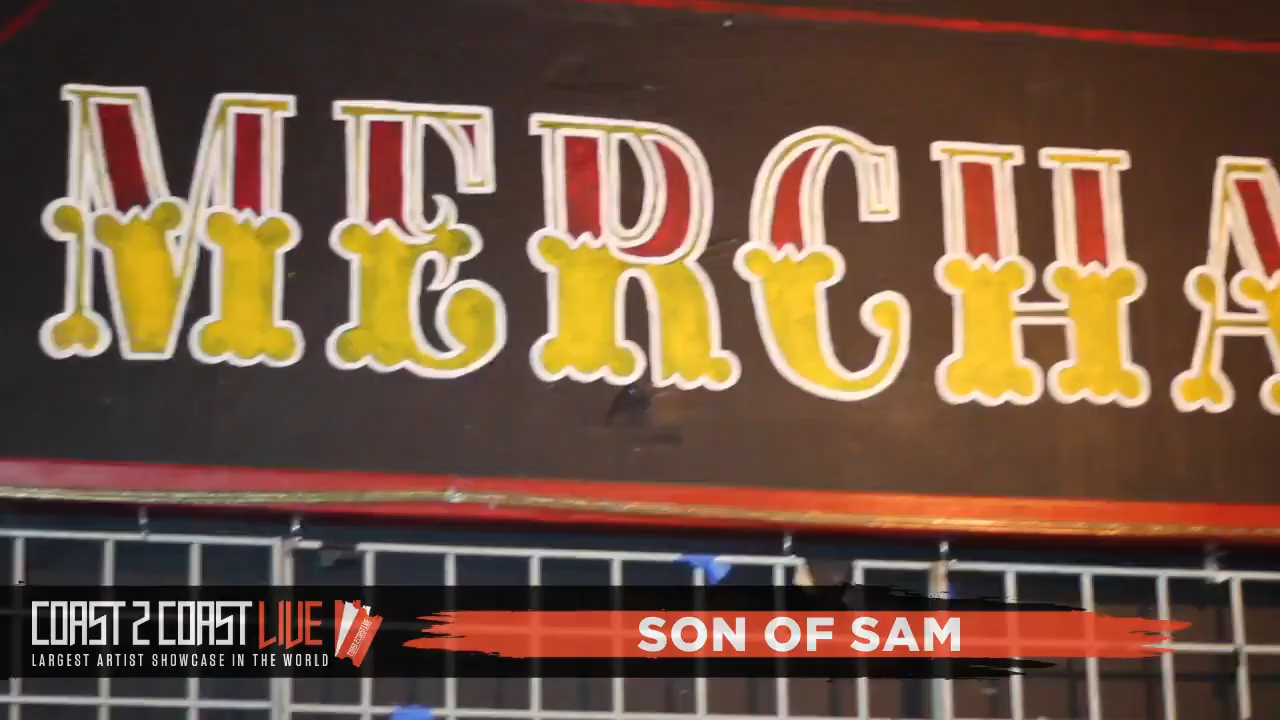 MERCHA
COAST 2 COAST LIVE
LARGEST ARTIST SHOWCASE IN THE WORLD
SON OF SAM